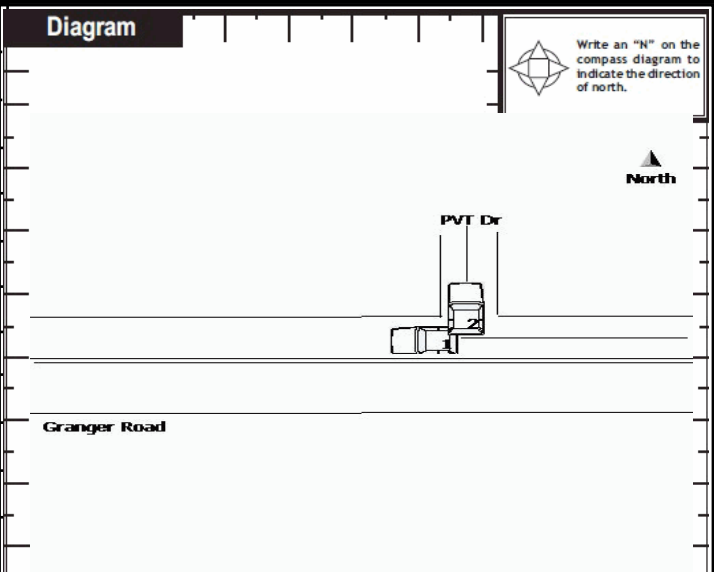 Diagram
Write an “N” on the
compass diagram to
indicate the direction
of north.
North
PVT Dr
2
1
Granger Road